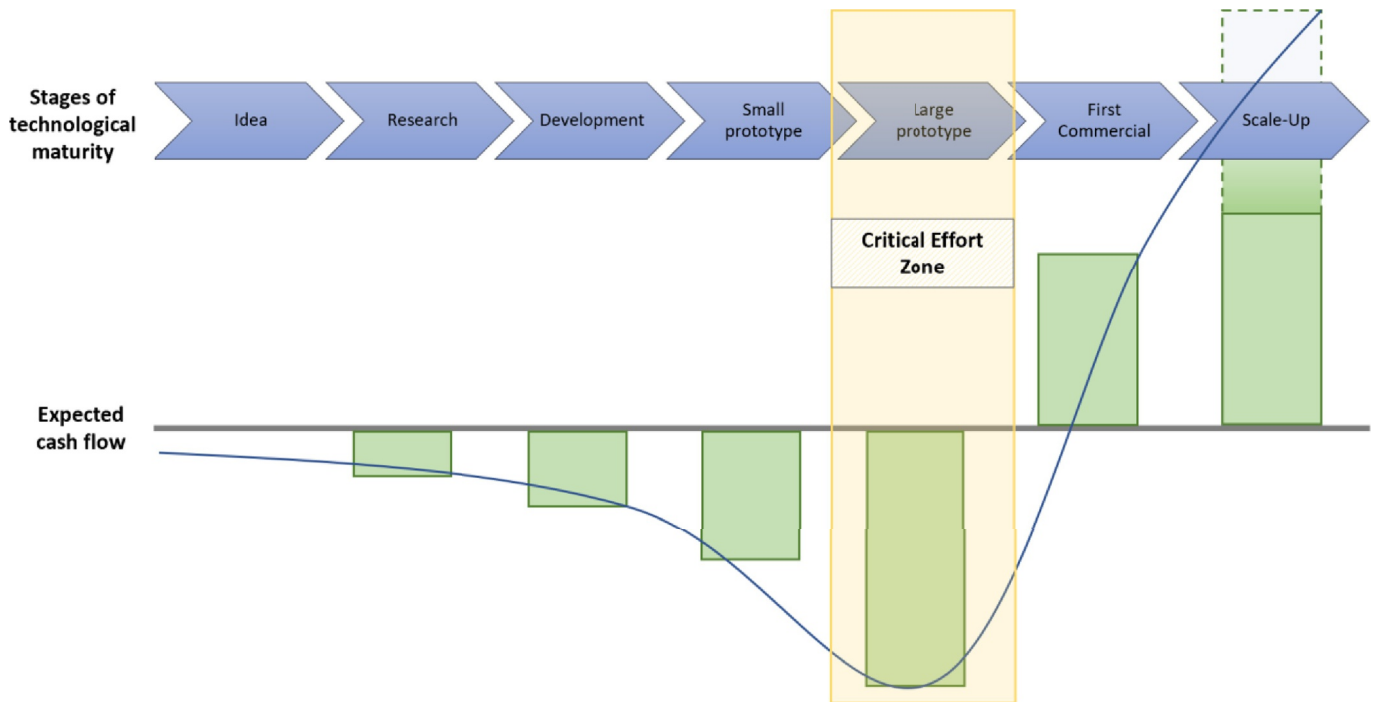 Stages of
technological
maturity
Idea
Research
Development
Small
prototype
Large
prototype
First
Commercial
Scale-Up
Critical Effort
Zone
Expected
cash flow